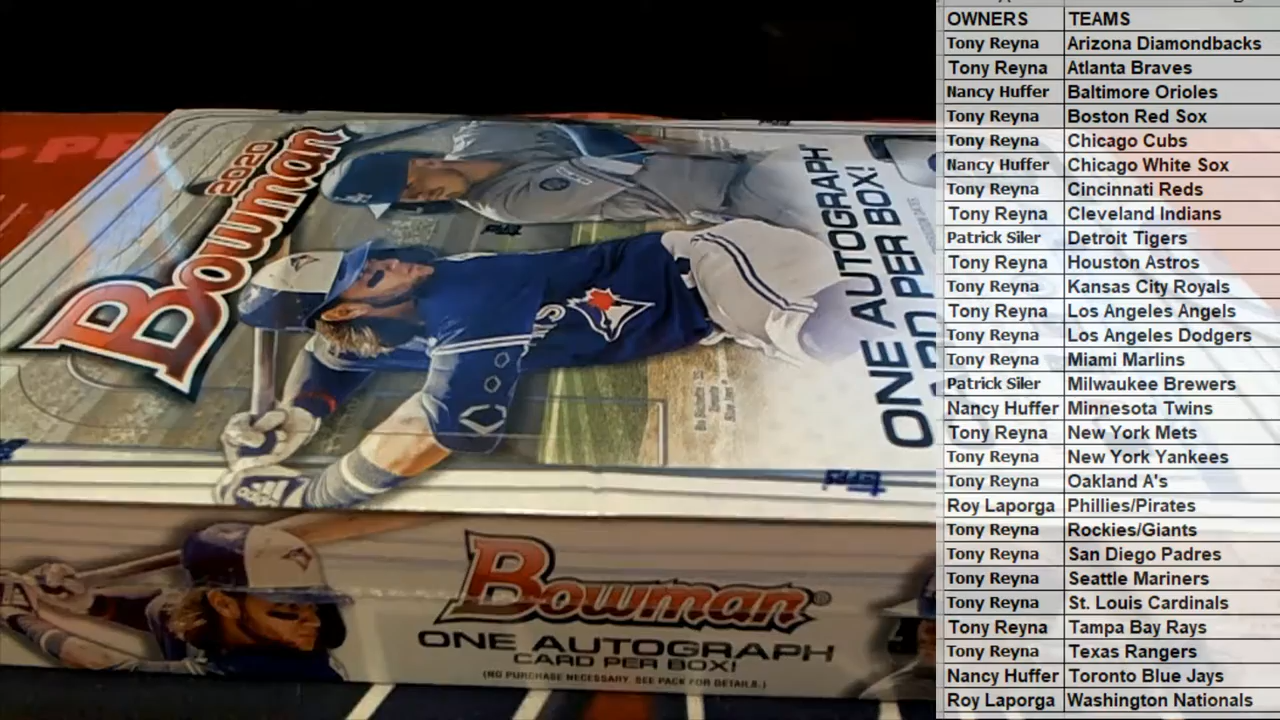 2020
Bowman
ONE AUTOGRAPH
PER BOX!
Bowman®
ONE AUTOGRAPH
CARD PER BOX!
(NO PURCHASE NECESSARY. SEE PACK FOR DETAILS.)
OWNERS TEAMS
Tony Reyna Arizona Diamondbacks
Tony Reyna Atlanta Braves
Nancy Huffer Baltimore Orioles
Tony Reyna Boston Red Sox
Tony Reyna Chicago Cubs
Nancy Huffer Chicago White Sox
Tony Reyna Cincinnati Reds
Tony Reyna Cleveland Indians
Patrick Siler Detroit Tigers
Tony Reyna Houston Astros
Tony Reyna Kansas City Royals
Tony Reyna Los Angeles Angels
Tony Reyna Los Angeles Dodgers
Tony Reyna Miami Marlins
Patrick Siler Milwaukee Brewers
Nancy Huffer Minnesota Twins
Tony Reyna New York Mets
Tony Reyna New York Yankees
Tony Reyna Oakland A's
Roy Laporga Phillies/Pirates
Tony Reyna Rockies/Giants
Tony Reyna San Diego Padres
Tony Reyna Seattle Mariners
Tony Reyna St. Louis Cardinals
Tony Reyna Tampa Bay Rays
Tony Reyna Texas Rangers
Nancy Huffer Toronto Blue Jays
Roy Laporga Washington Nationals